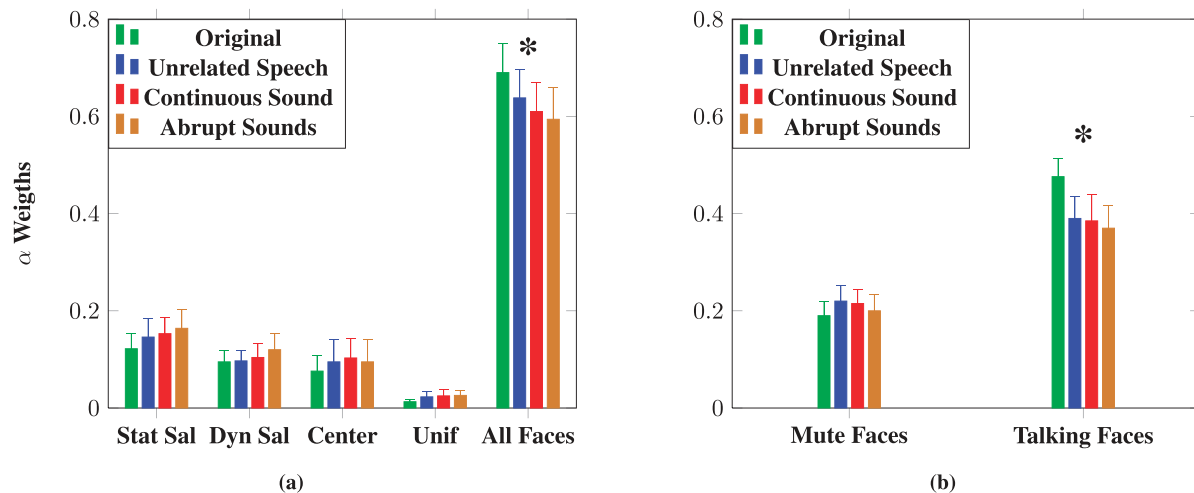 α Weigths
0.8
0.6
0.4
0.2
0
Original
Unrelated Speech
Continuous Sound
Abrupt Sounds
*
Stat Sal Dyn Sal Center Unif All Faces
(a)
0.8
0.6
0.4
0.2
0
Original
Unrelated Speech
Continuous Sound
Abrupt Sounds
*
Mute Faces Talking Faces
(b)